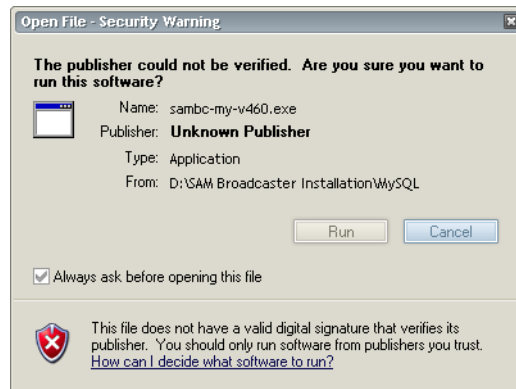 Open File - Security Warning
The publisher could not be verified. Are you sure you want to
run this software?
Name: sambc-my-v460.exe
Publisher: Unknown Publisher
Type: Application
From: D:\SAM Broadcaster Installation\MySQL
Run
Cancel
Always ask before opening this file
This file does not have a valid digital signature that verifies its
publisher. You should only run software from publishers you trust.
How can I decide what software to run?